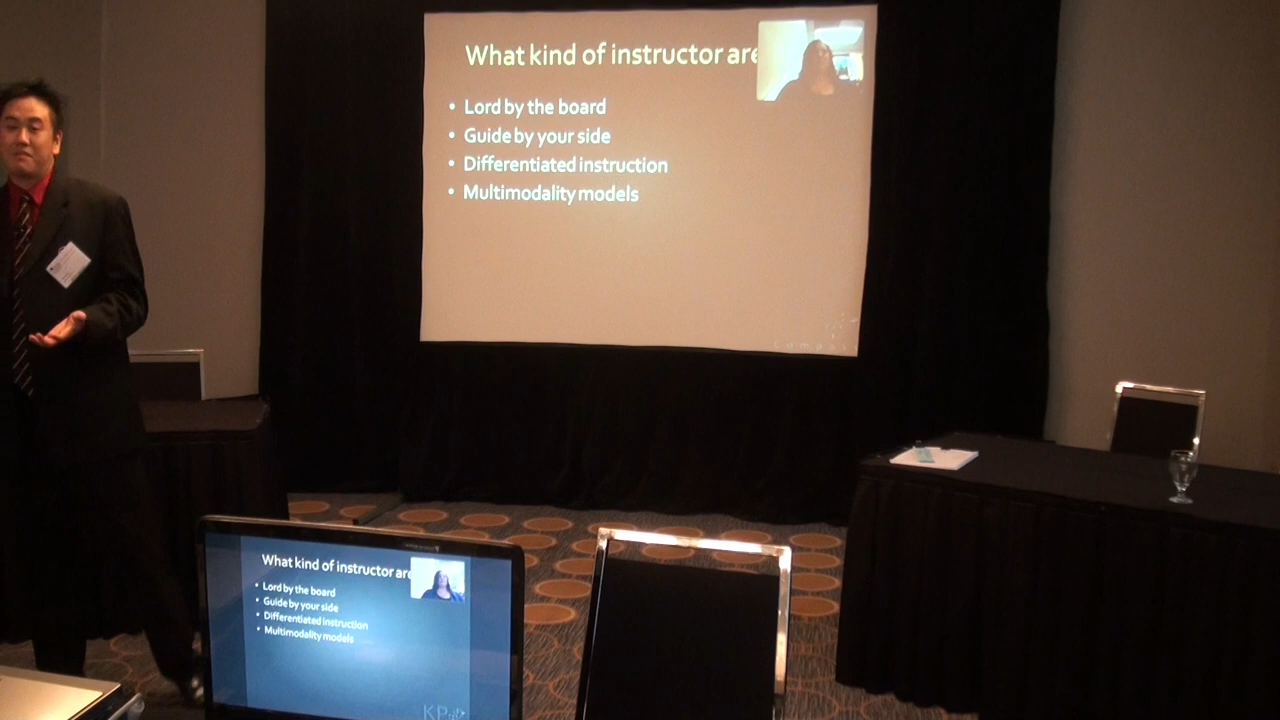 What kind of instructor are
• Lord by the board
• Guide by your side
• Differentiated instruction
• Multimodality models
What kind of instructor are
• Lord by the board
• Guide by your side
• Differentiated instruction
• Multimodality models
KP